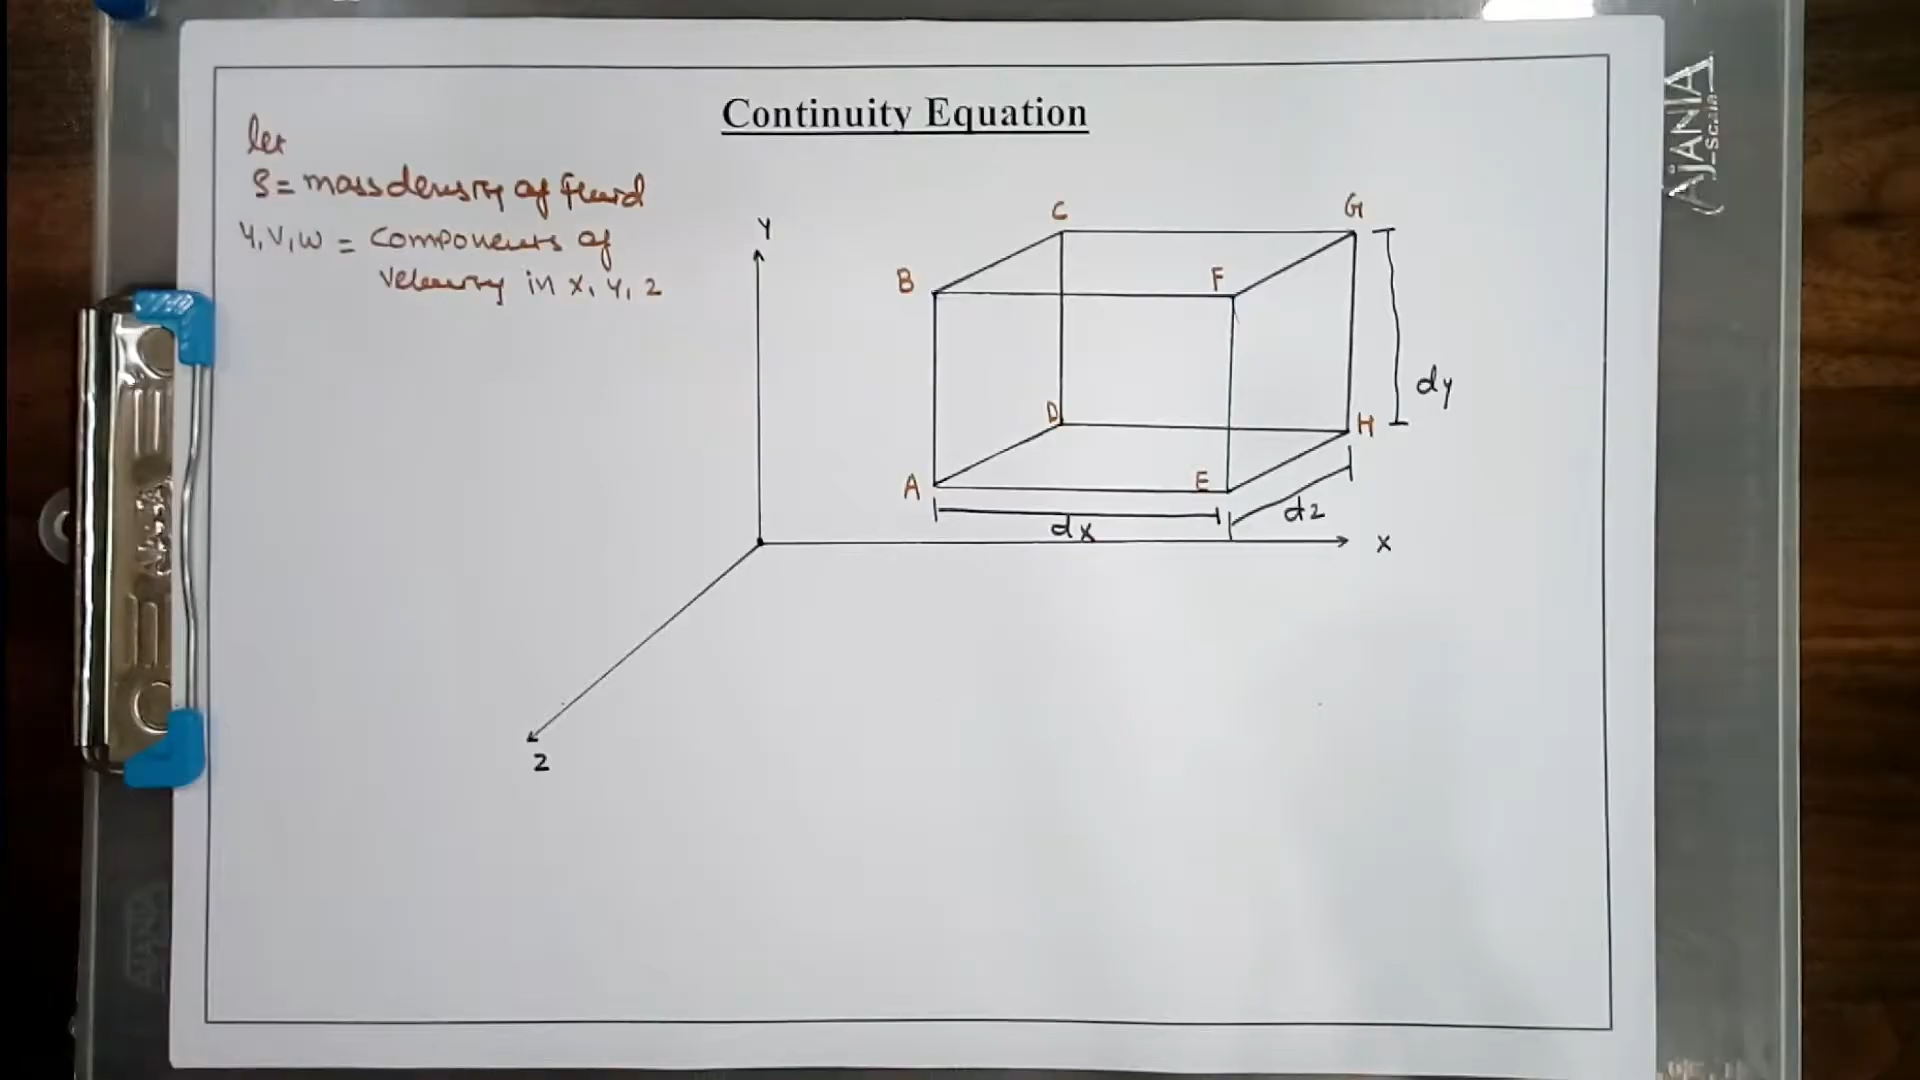 Continuity Equation
let
ρ = mass density of fluid
u, v, w = components of
velocity in x, y, z
Y
C
G
B
F
dy
D
H
A
E
dz
dx
X
Z
AJANTA